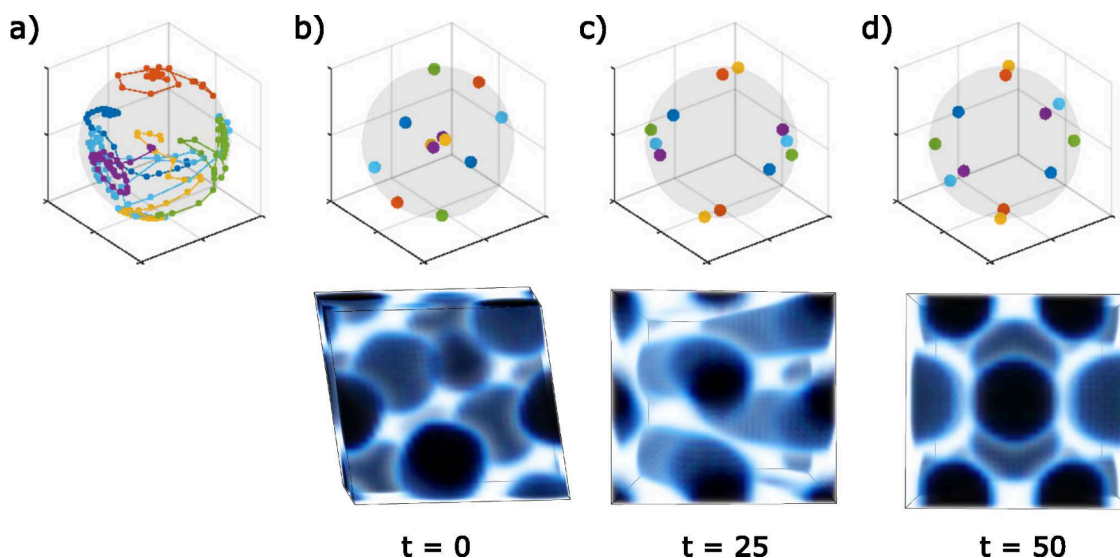 a) b) c) d)
t = 0 t = 25 t = 50